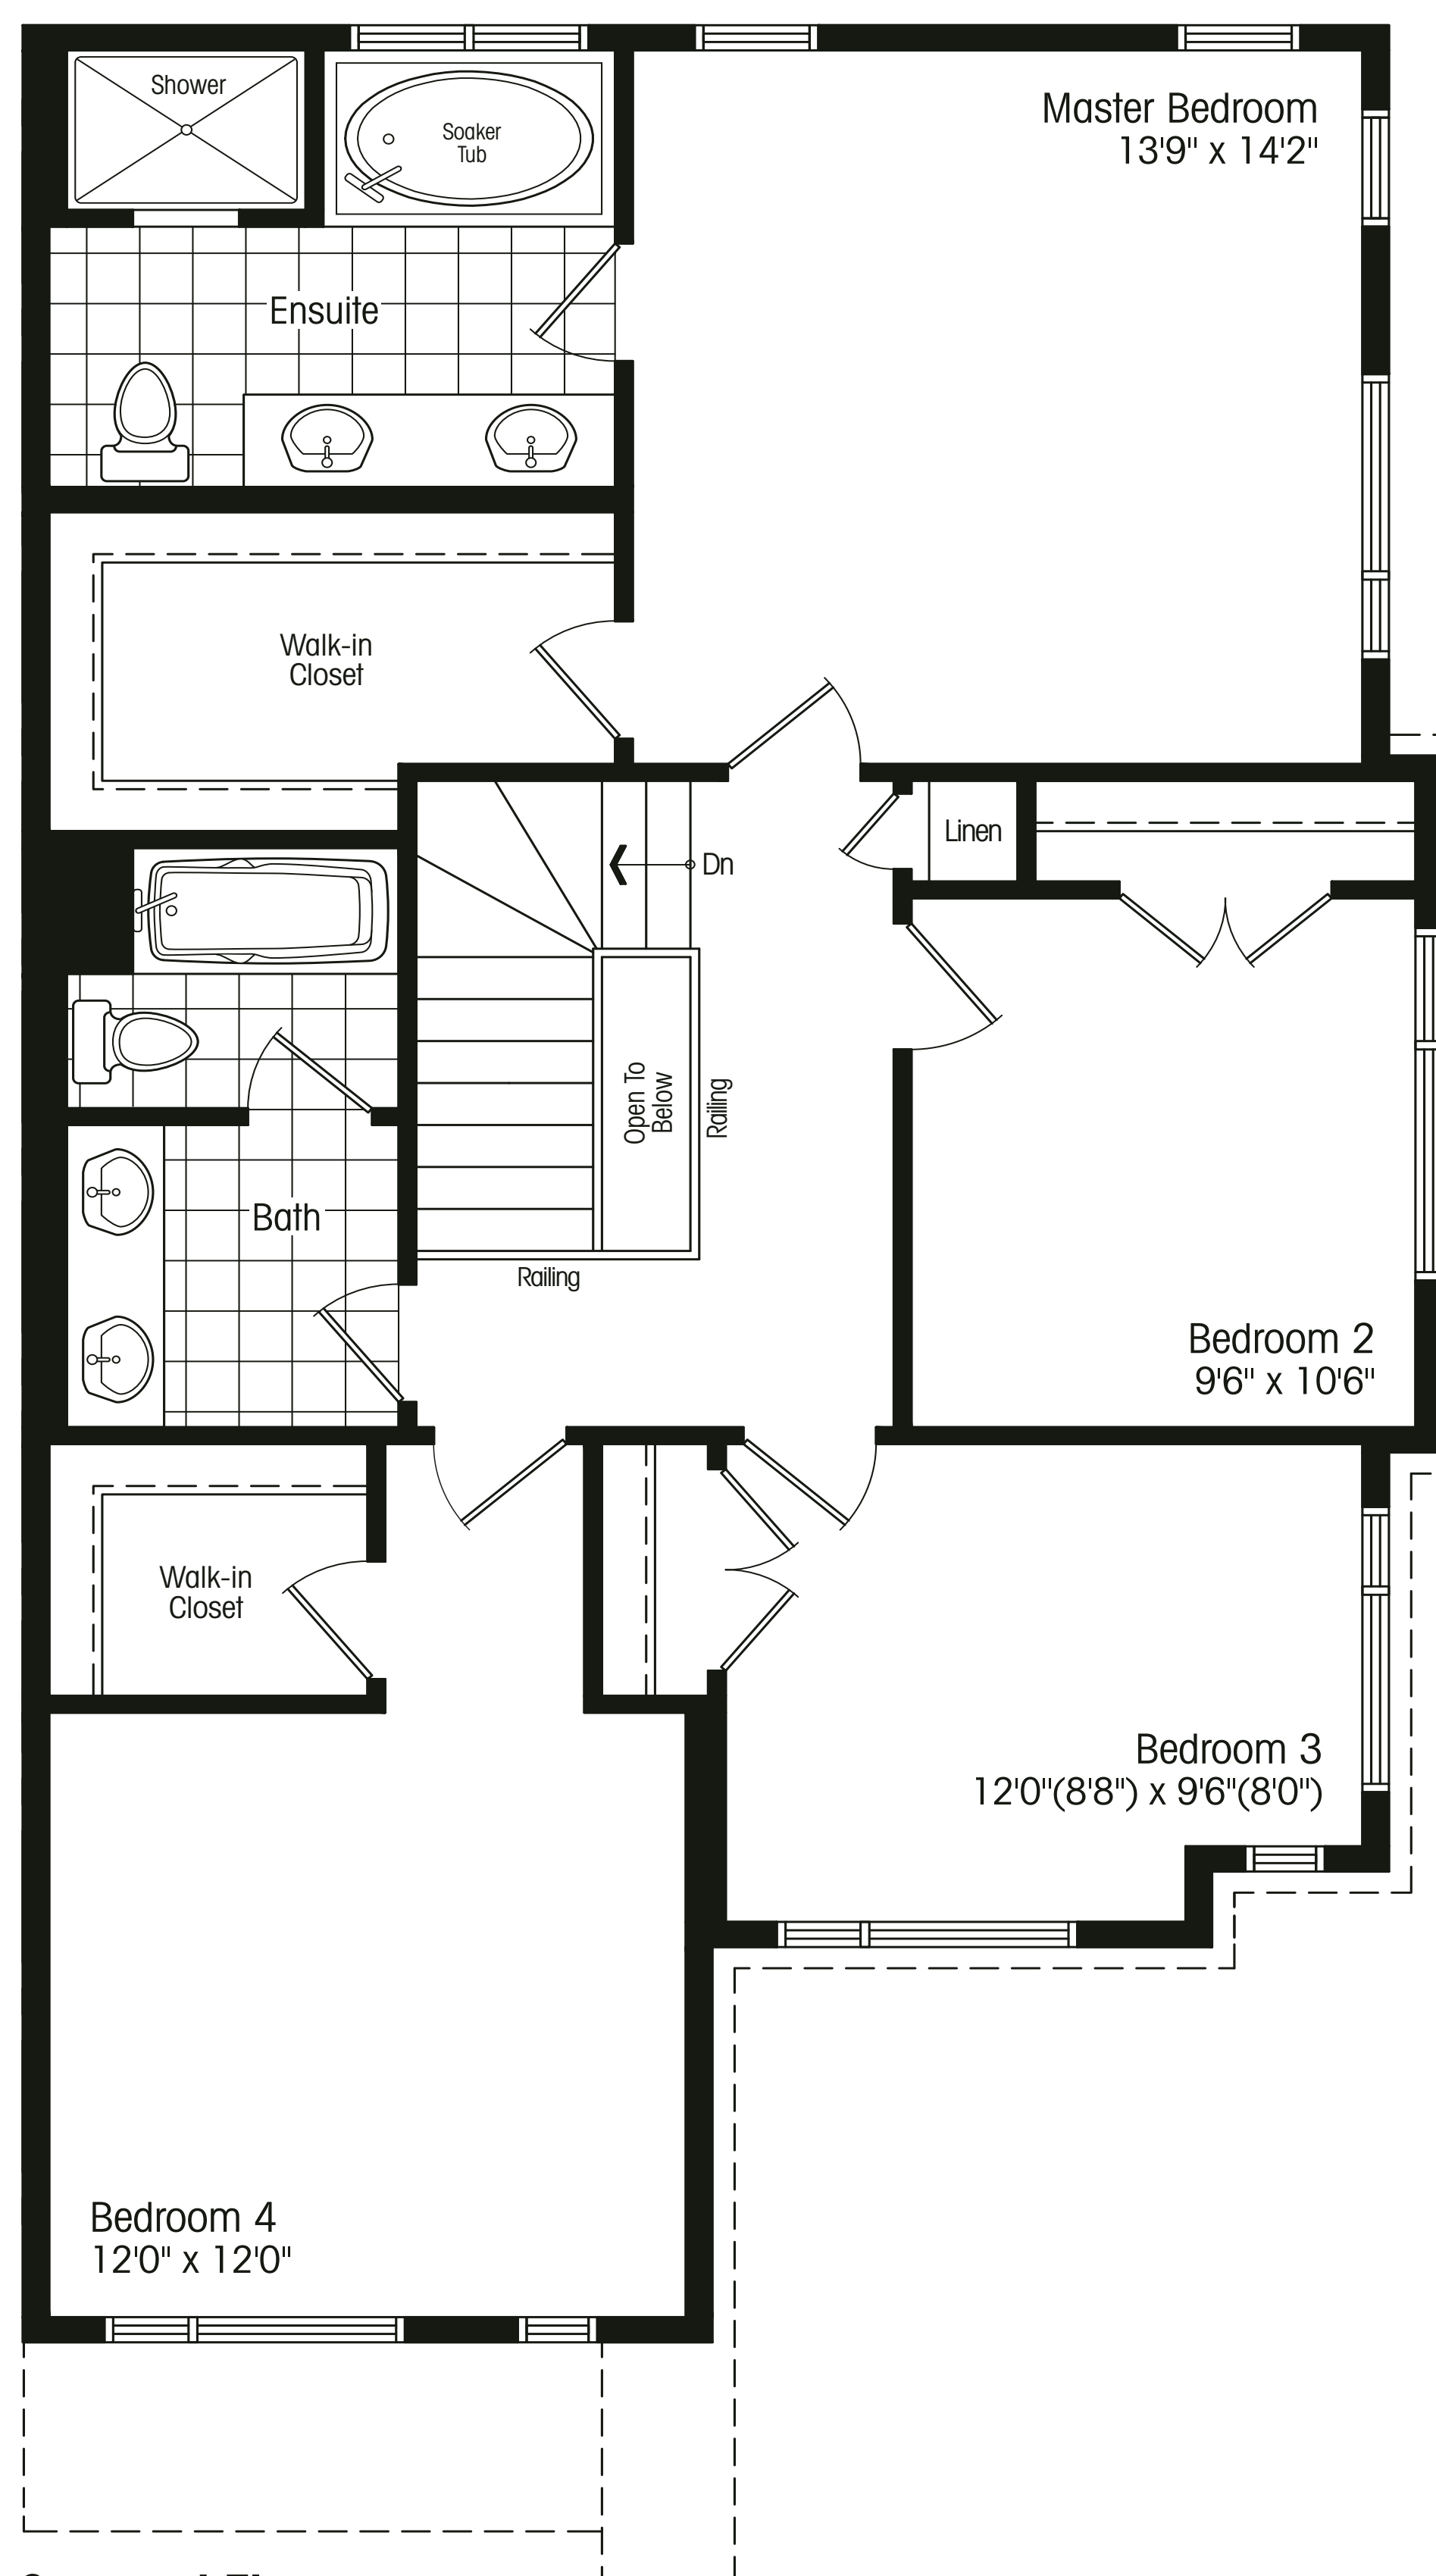 Shower
Soaker
Tub
Master Bedroom
13'9" x 14'2"
Ensuite
Walk-in
Closet
Linen
Dn
Open To
Below
Railing
Bath
Railing
Bedroom 2
9'6" x 10'6"
Walk-in
Closet
Bedroom 3
12'0"(8'8") x 9'6"(8'0")
Bedroom 4
12'0" x 12'0"